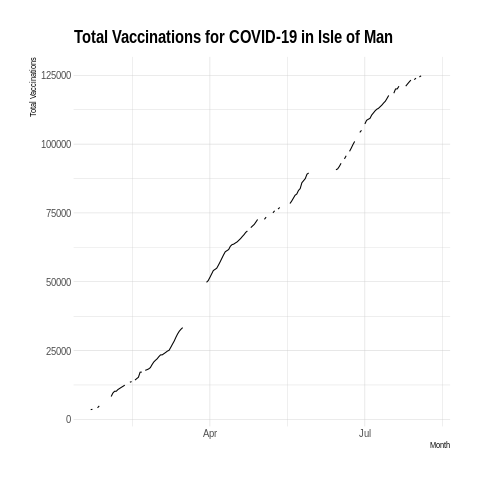 Total Vaccinations for COVID-19 in Isle of Man
Total Vaccinations
125000
100000
75000
50000
25000
0
Apr
Jul
Month